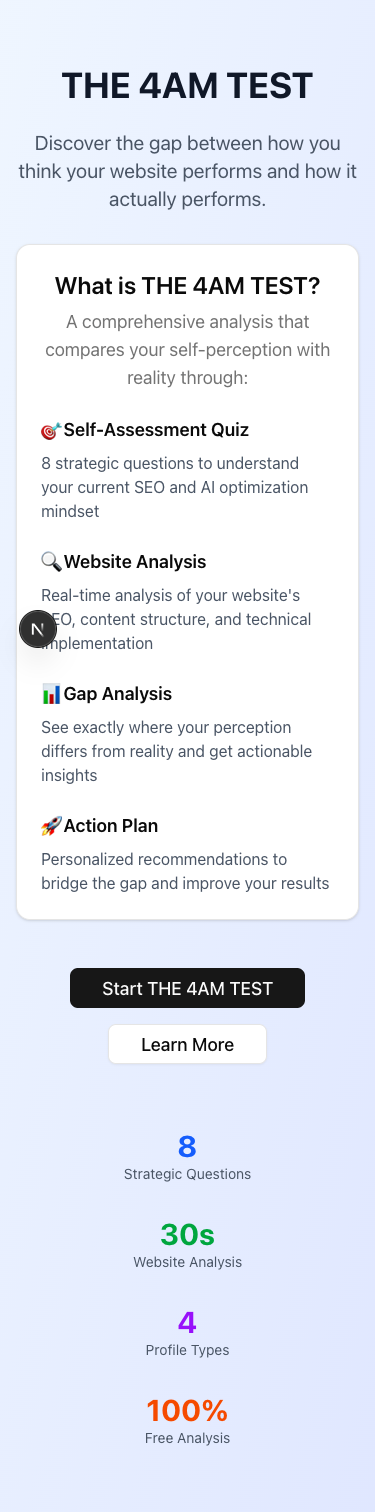 THE 4AM TEST
Discover the gap between how you
think your website performs and how it
actually performs.
What is THE 4AM TEST?
A comprehensive analysis that
compares your self-perception with
reality through:
🎯Self-Assessment Quiz
8 strategic questions to understand
your current SEO and AI optimization
mindset
🔍Website Analysis
Real-time analysis of your website's
EO, content structure, and technical
N
implementation
📊Gap Analysis
See exactly where your perception
differs from reality and get actionable
insights
🚀Action Plan
Personalized recommendations to
bridge the gap and improve your results
Start THE 4AM TEST
Learn More
8
Strategic Questions
30s
Website Analysis
4
Profile Types
100%
Free Analysis